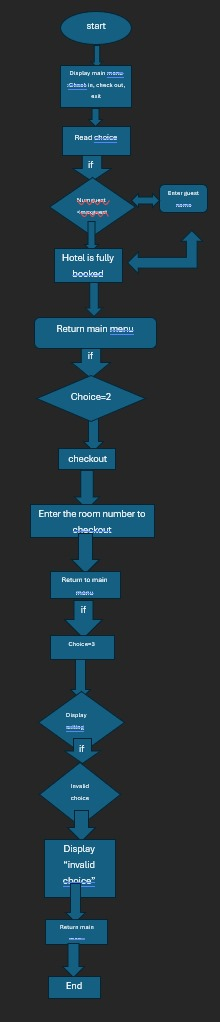 start
Display main menu
:Check in, check out,
exit
Read choice
if
Numguest
<maxguest
Enter guest
name
Hotel is fully
booked
Return main menu
if
Choice=2
checkout
Enter the room number to
checkout
Return to main
menu
if
Choice=3
Display
exiting
if
Invalid
choice
Display
“invalid
choice”
Return main
End